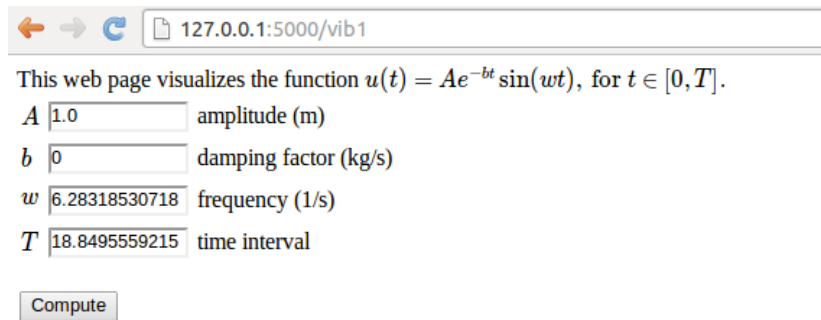 127.0.0.1:5000/vib1
This web page visualizes the function u(t) = Ae^{-bt} sin(wt), for t ∈ [0, T].
A 1.0 amplitude (m)
b 0 damping factor (kg/s)
w 6.28318530718 frequency (1/s)
T 18.8495559215 time interval
Compute